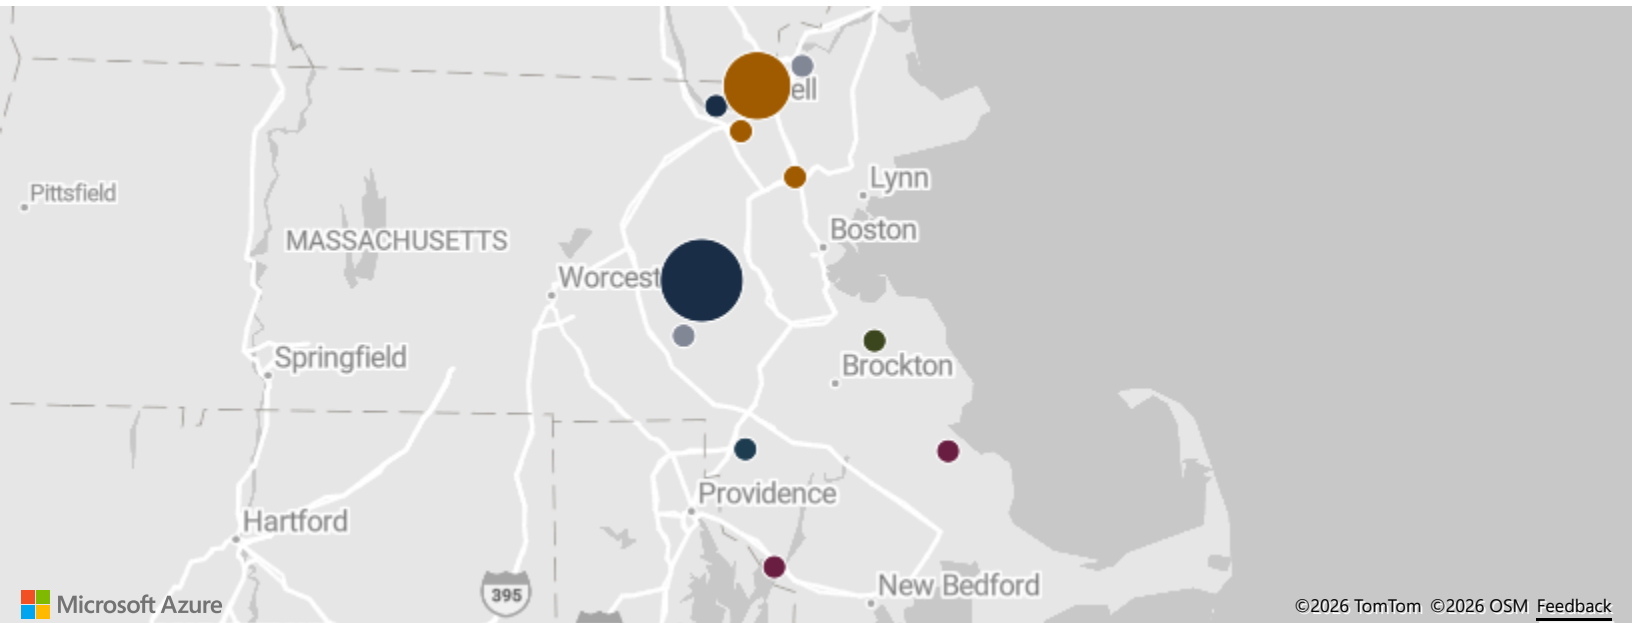 ell
Lynn
Pittsfield
Boston
MASSACHUSETTS
Worcest
Springfield
Brockton
Providence
Hartford
New Bedford
395
Microsoft Azure
©2026 TomTom ©2026 OSM Feedback